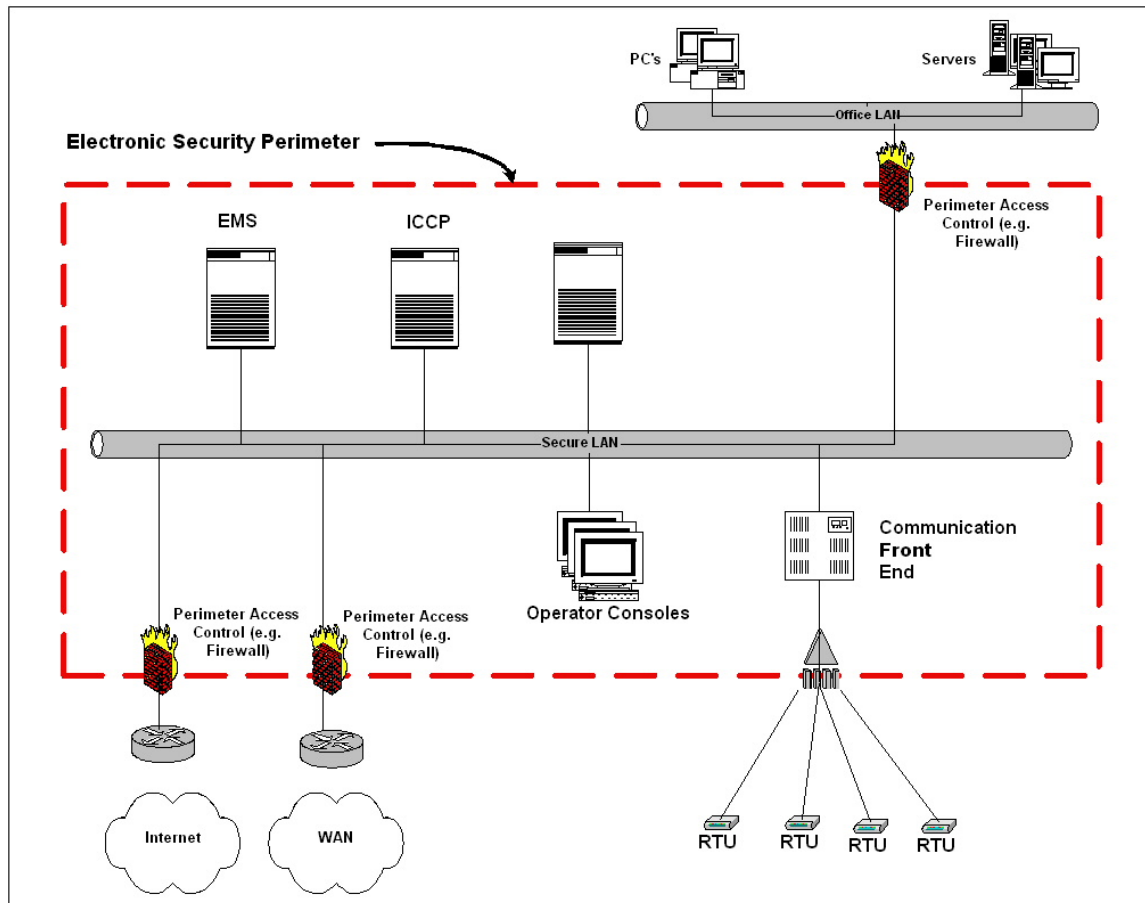 PC's
Servers
Office LAN
Electronic Security Perimeter
Perimeter Access
Control (e.g.
Firewall)
EMS
ICCP
Secure LAN
Communication
Front
End
Operator Consoles
Perimeter Access
Control (e.g.
Firewall)
Perimeter Access
Control (e.g.
Firewall)
Internet
WAN
RTU
RTU
RTU
RTU